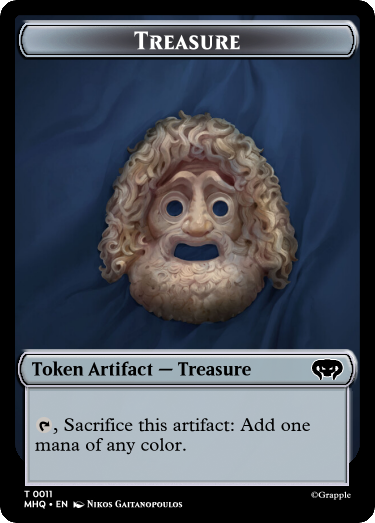 TREASURE
Token Artifact — Treasure
, Sacrifice this artifact: Add one
mana of any color.
T 0011
MHQ • EN NIKOS GAITANOPOULOS
©Grapple